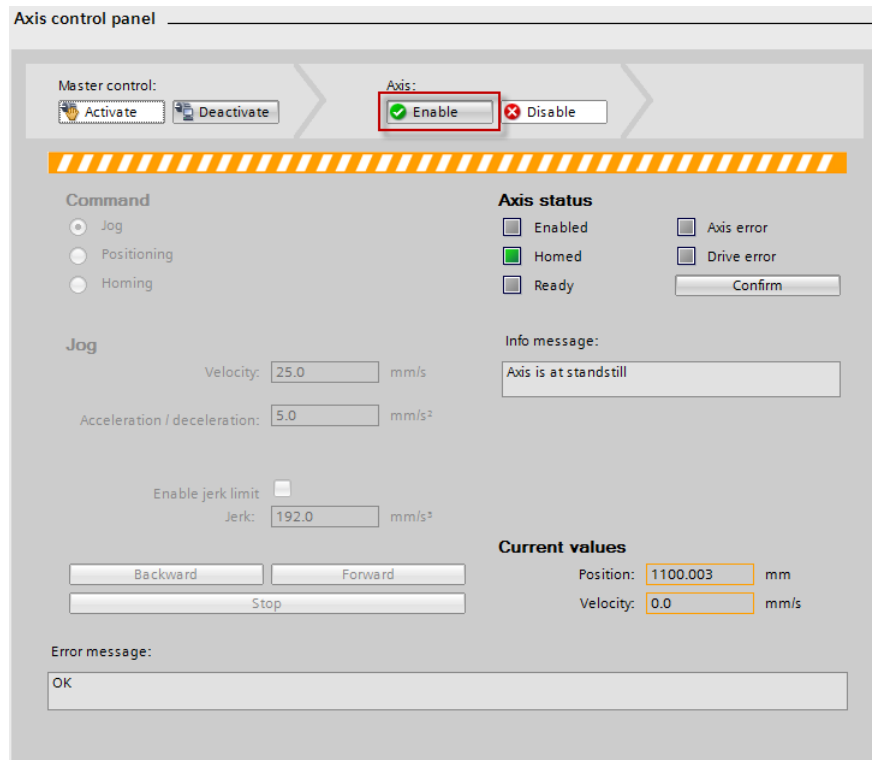 Axis control panel
Master control:
Axis:
Activate
Deactivate
Enable
Disable
Command
Jog
Positioning
Homing
Axis status
Enabled
Axis error
Homed
Drive error
Ready
Confirm
Jog
Velocity: 25.0 mm/s
Acceleration / deceleration: 5.0 mm/s²
Enable jerk limit
Jerk: 192.0 mm/s³
Backward
Forward
Stop
Info message:
Axis is at standstill
Current values
Position: 1100.003 mm
Velocity: 0.0 mm/s
Error message:
OK